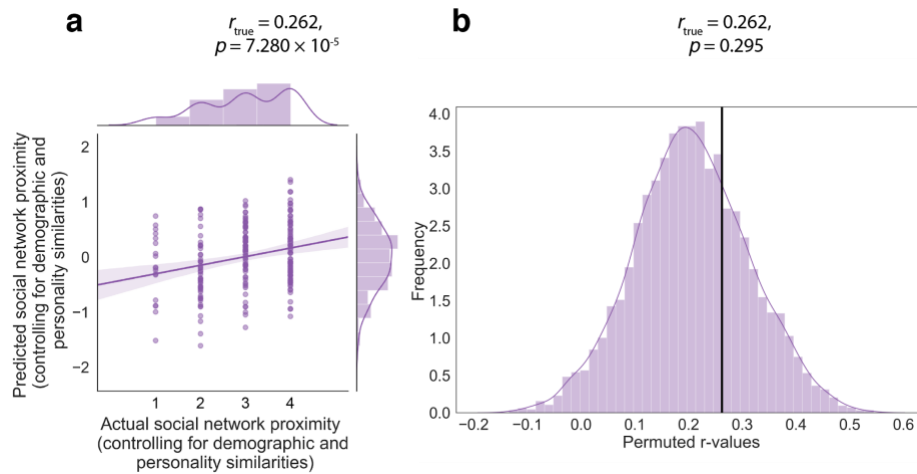 a
r_true = 0.262,
p = 7.280 × 10⁻⁵
Predicted social network proximity
(controlling for demographic and
personality similarities)
2
1
0
−1
−2
1 2 3 4
Actual social network proximity
(controlling for demographic and
personality similarities)
b
r_true = 0.262,
p = 0.295
Frequency
4.0
3.5
3.0
2.5
2.0
1.5
1.0
0.5
0.0
−0.2 −0.1 0.0 0.1 0.2 0.3 0.4 0.5 0.6
Permuted r-values